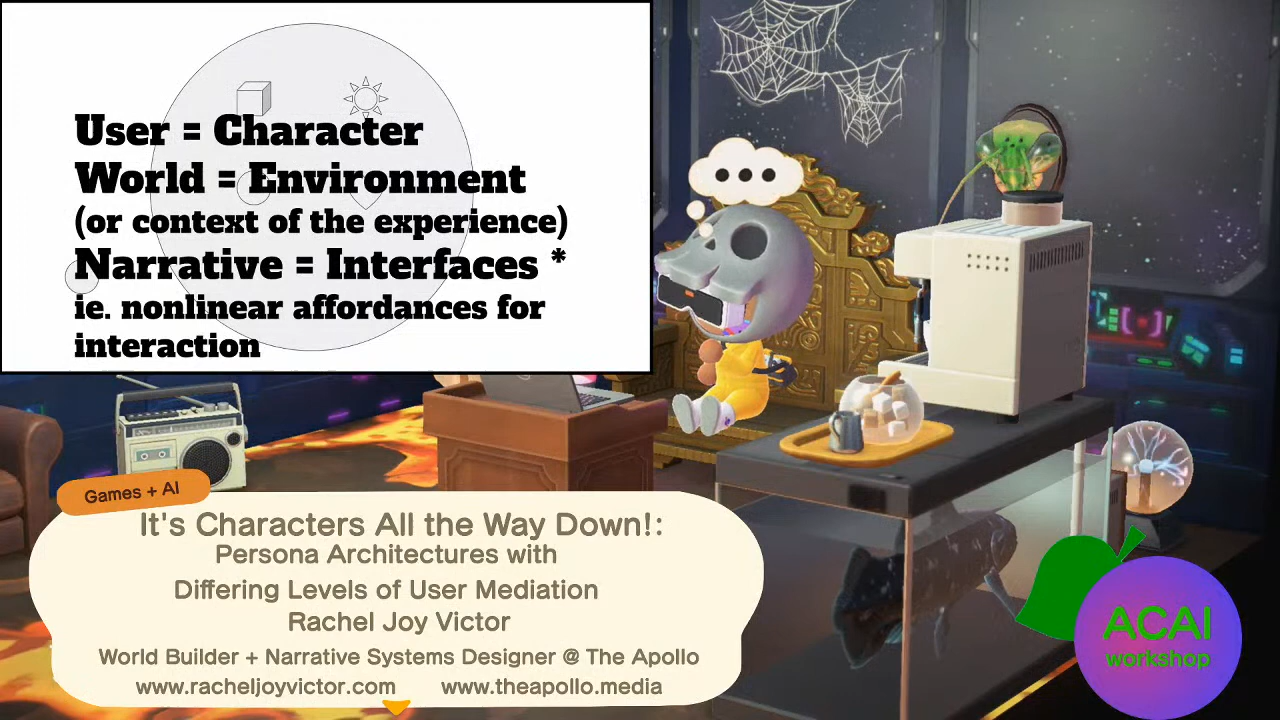 User = Character
World = Environment
(or context of the experience)
Narrative = Interfaces *
ie. nonlinear affordances for
interaction
Games + AI
It's Characters All the Way Down!:
Persona Architectures with
Differing Levels of User Mediation
Rachel Joy Victor
World Builder + Narrative Systems Designer @ The Apollo
www.racheljoyvictor.com www.theapollo.media
ACAI
workshop